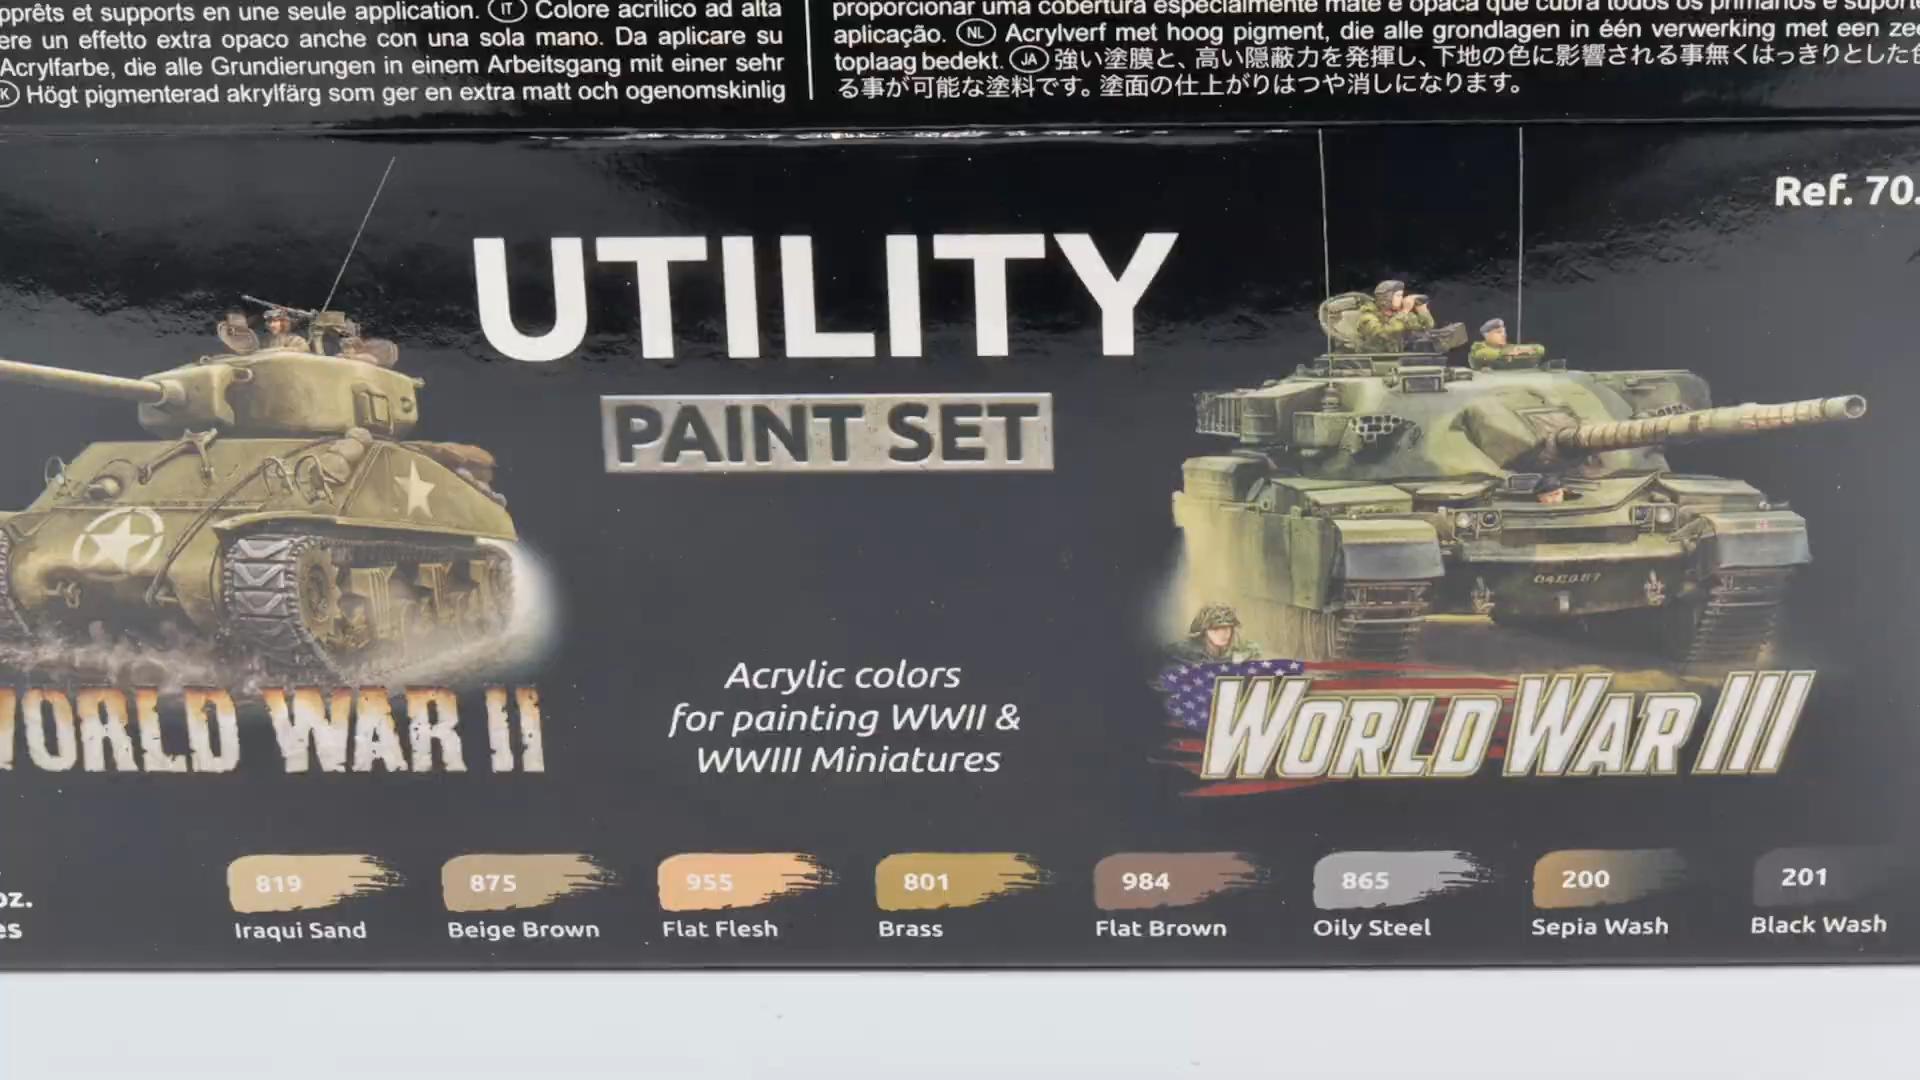 pprêts et supports en une seule application. IT Colore acrilico ad alta
ere un effetto extra opaco anche con una sola mano. Da aplicare su
Acrylfarbe, die alle Grundierungen in einem Arbeitsgang mit einer sehr
K Högt pigmenterad akrylfärg som ger en extra matt och ogenomskinlig
proporcionar uma cobertura especialmente mate e opaca que cubra todos os primários e suporte
aplicação. NL Acrylverf met hoog pigment, die alle grondlagen in één verwerking met een zee
toplaag bedekt. JA 強い塗膜と、高い隠蔽力を発揮し、下地の色に影響される事無くはっきりとした色
る事が可能な塗料です。塗面の仕上がりはつや消しになります。
Ref. 70.
UTILITY
PAINT SET
04EB87
Acrylic colors
for painting WWII &
WWIII Miniatures
WORLD WAR II
WORLD WAR III
oz.
es
819
Iraqui Sand
875
Beige Brown
955
Flat Flesh
801
Brass
984
Flat Brown
865
Oily Steel
200
Sepia Wash
201
Black Wash